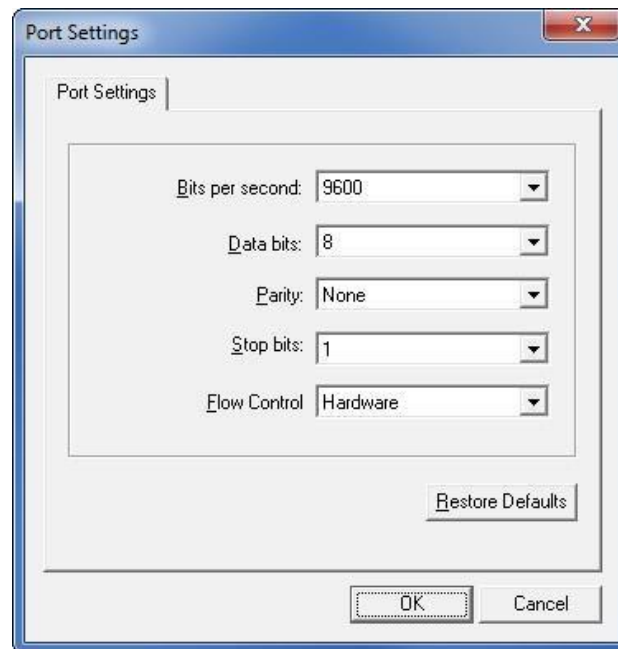 Port Settings
Port Settings
Bits per second: 9600
Data bits: 8
Parity: None
Stop bits: 1
Flow Control Hardware
Restore Defaults
OK Cancel